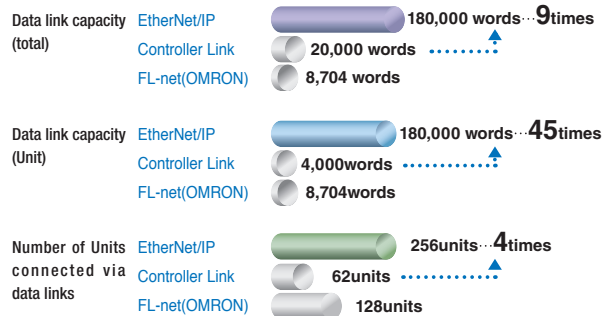 Data link capacity (total)
EtherNet/IP 180,000 words···9times
Controller Link 20,000 words
FL-net(OMRON) 8,704 words
Data link capacity (Unit)
EtherNet/IP 180,000 words···45times
Controller Link 4,000words
FL-net(OMRON) 8,704words
Number of Units connected via data links
EtherNet/IP 256units···4times
Controller Link 62units
FL-net(OMRON) 128units